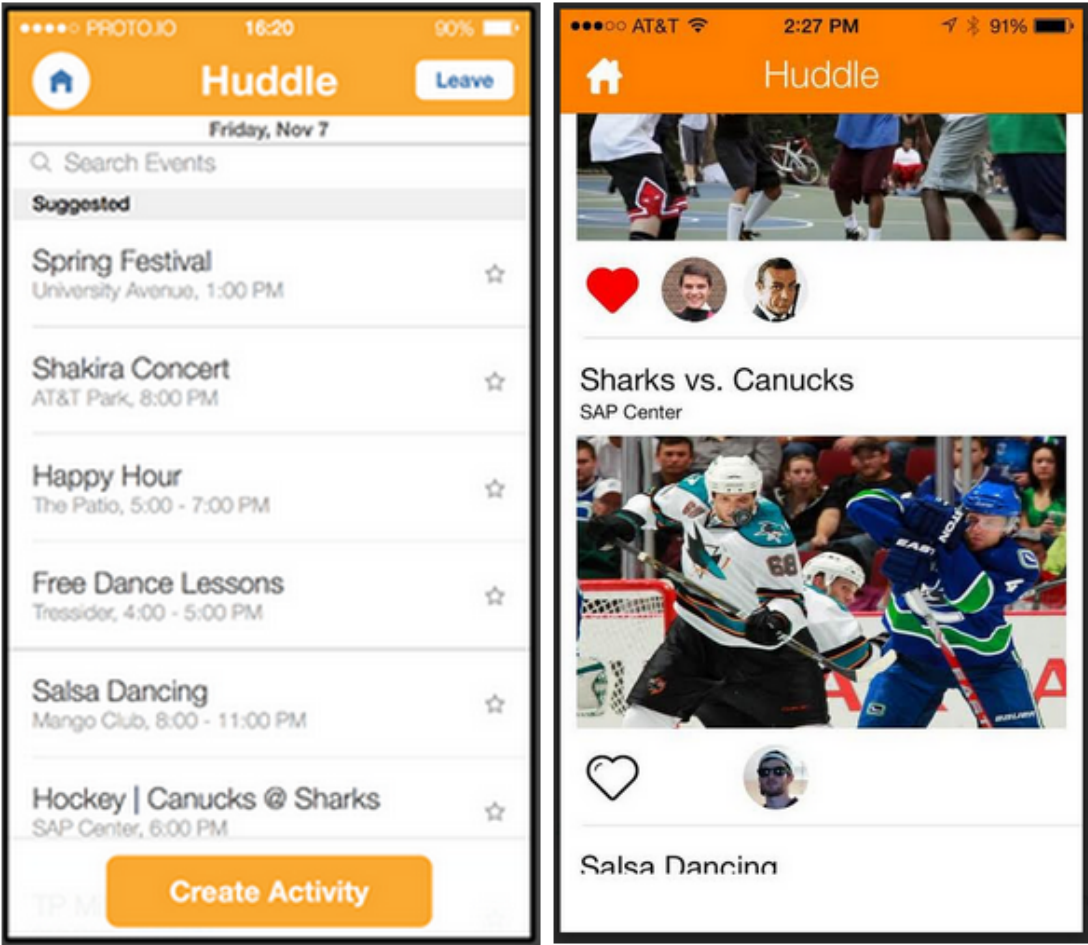 PROTO.IO 16:20 90%
Huddle Leave
Friday, Nov 7
Search Events
Suggested
Spring Festival
University Avenue, 1:00 PM
Shakira Concert
AT&T Park, 8:00 PM
Happy Hour
The Patio, 5:00 - 7:00 PM
Free Dance Lessons
Tressider, 4:00 - 5:00 PM
Salsa Dancing
Mango Club, 8:00 - 11:00 PM
Hockey | Canucks @ Sharks
SAP Center, 6:00 PM
TP M
Create Activity
AT&T 2:27 PM 91%
Huddle
Sharks vs. Canucks
SAP Center
68
EAST
4
BAUER
Salsa Dancing